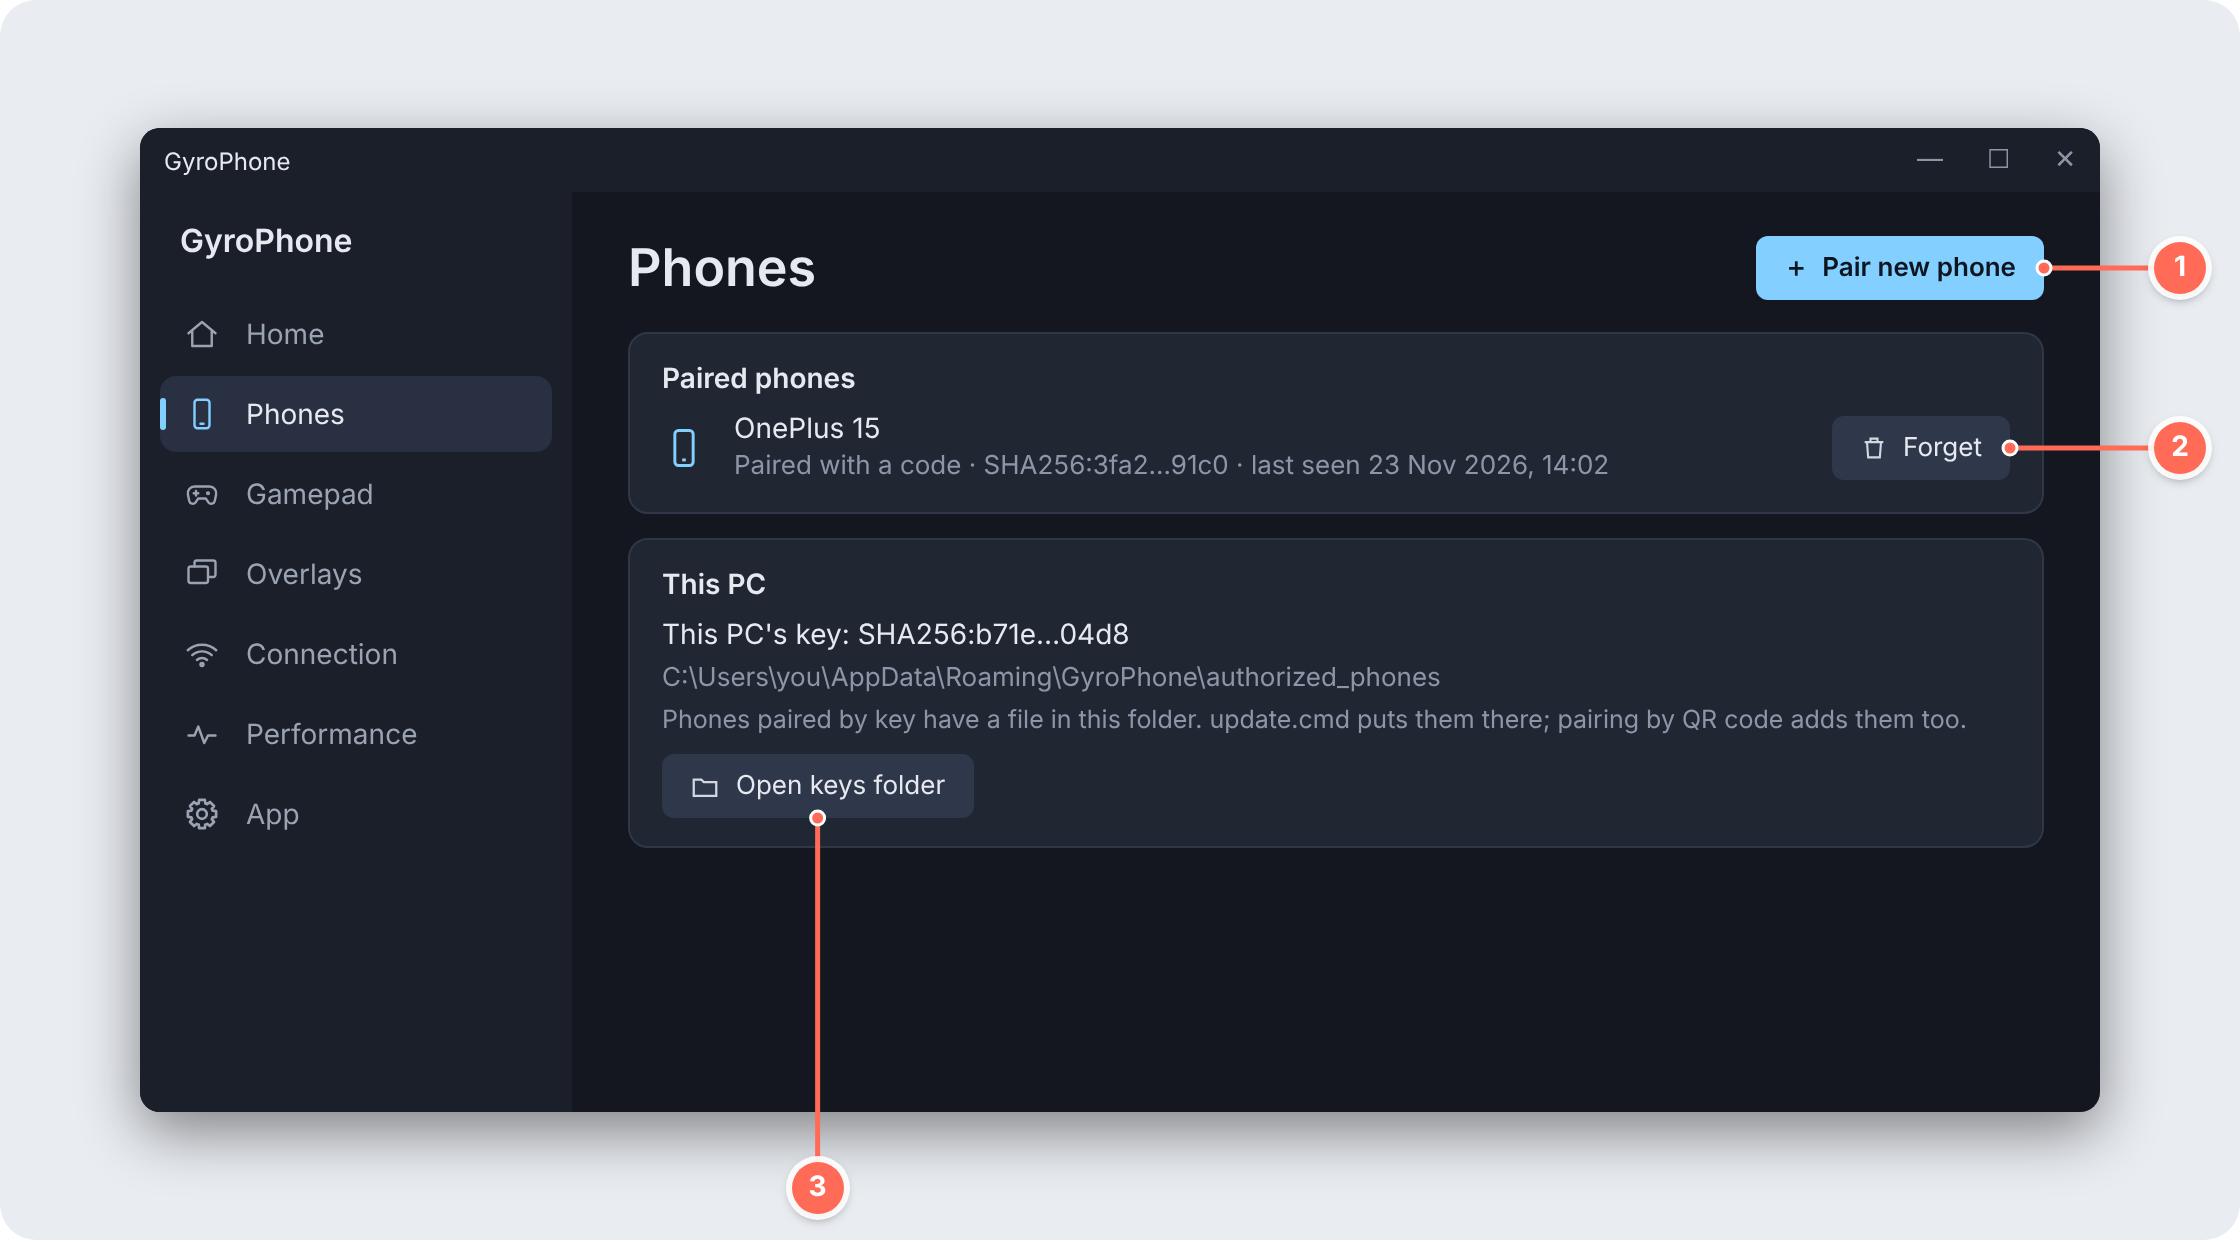 GyroPhone
GyroPhone
Home
Phones
Gamepad
Overlays
Connection
Performance
App
Phones
+ Pair new phone
1
Paired phones
OnePlus 15
Paired with a code · SHA256:3fa2...91c0 · last seen 23 Nov 2026, 14:02
Forget
2
This PC
This PC's key: SHA256:b71e...04d8
C:\Users\you\AppData\Roaming\GyroPhone\authorized_phones
Phones paired by key have a file in this folder. update.cmd puts them there; pairing by QR code adds them too.
Open keys folder
3